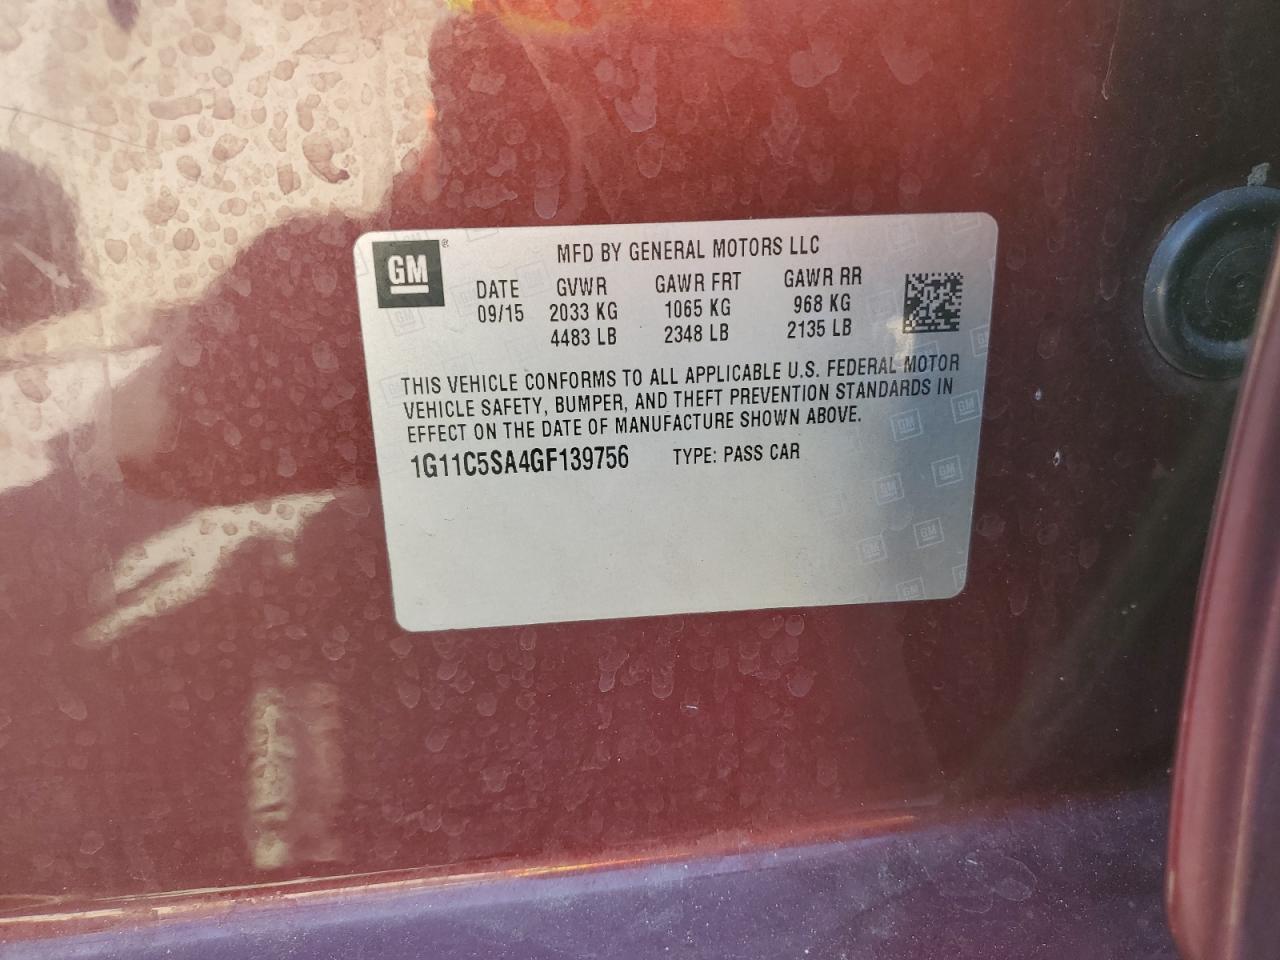 GM ®
MFD BY GENERAL MOTORS LLC
DATE GVWR GAWR FRT GAWR RR
09/15 2033 KG 1065 KG 968 KG
4483 LB 2348 LB 2135 LB
THIS VEHICLE CONFORMS TO ALL APPLICABLE U.S. FEDERAL MOTOR
VEHICLE SAFETY, BUMPER, AND THEFT PREVENTION STANDARDS IN
EFFECT ON THE DATE OF MANUFACTURE SHOWN ABOVE.
1G11C5SA4GF139756 TYPE: PASS CAR